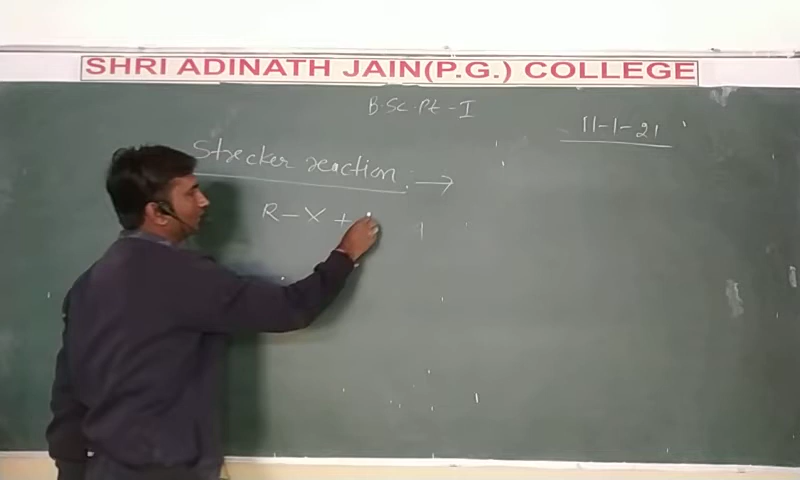 SHRI ADINATH JAIN(P.G.) COLLEGE
B.Sc. Pt - I
11-1-21
Strecker reaction :→
R - X +